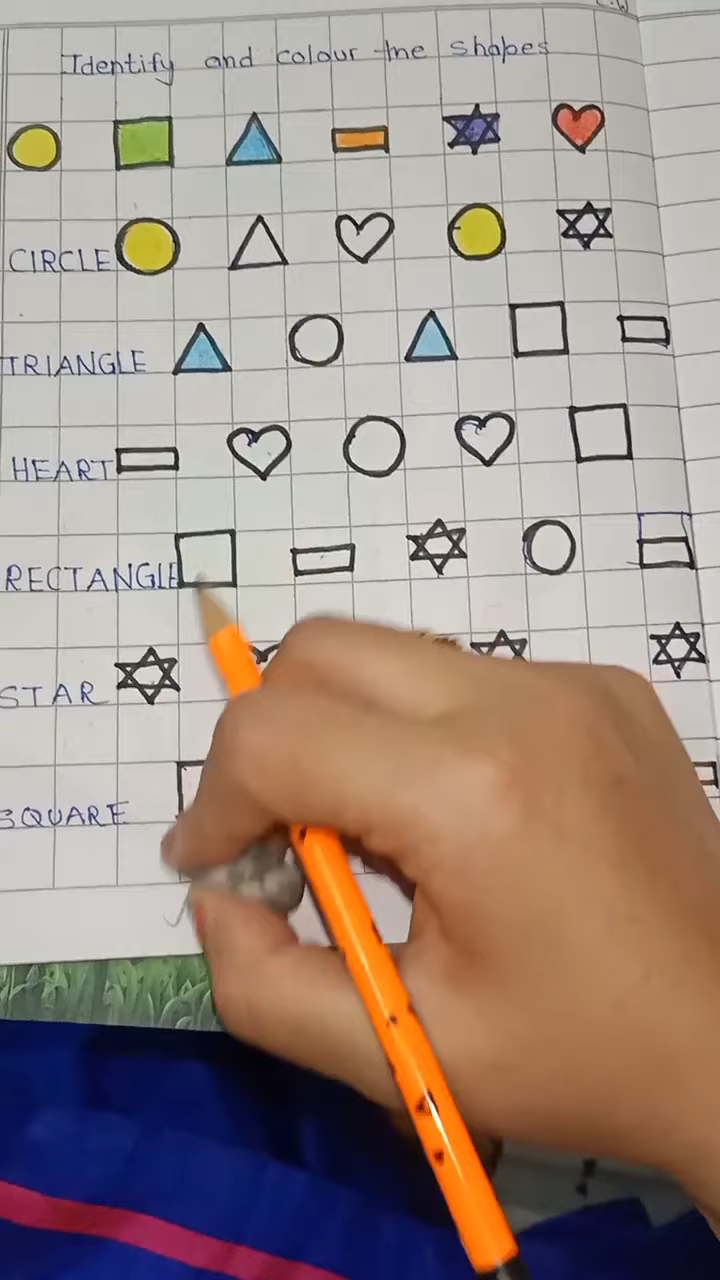 Identify and colour the shapes
CIRCLE
TRIANGLE
HEART
RECTANGLE
STAR
SQUARE